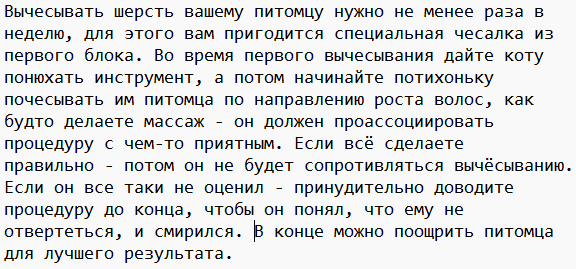 Вычесывать шерсть вашему питомцу нужно не менее раза в
неделю, для этого вам пригодится специальная чесалка из
первого блока. Во время первого вычесывания дайте коту
понюхать инструмент, а потом начинайте потихоньку
почесывать им питомца по направлению роста волос, как
будто делаете массаж - он должен проассоциировать
процедуру с чем-то приятным. Если всё сделаете
правильно - потом он не будет сопротивляться вычёсыванию.
Если он все таки не оценил - принудительно доводите
процедуру до конца, чтобы он понял, что ему не
отвертеться, и смирился. В конце можно поощрить питомца
для лучшего результата.